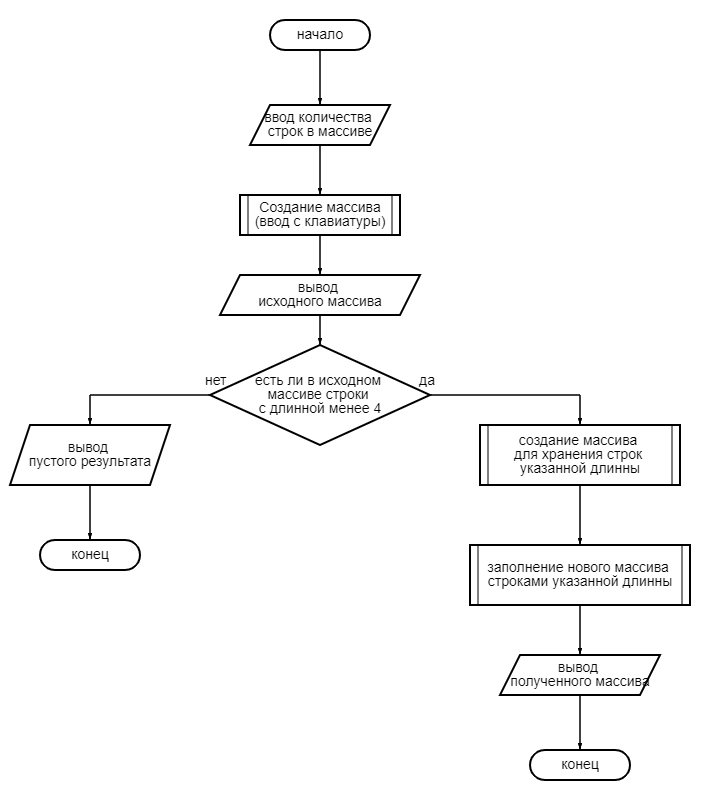 начало
ввод количества
строк в массиве
Создание массива
(ввод с клавиатуры)
вывод
исходного массива
нет
есть ли в исходном
массиве строки
с длинной менее 4
да
вывод
пустого результата
конец
создание массива
для хранения строк
указанной длинны
заполнение нового массива
строками указанной длинны
вывод
полученного массива
конец